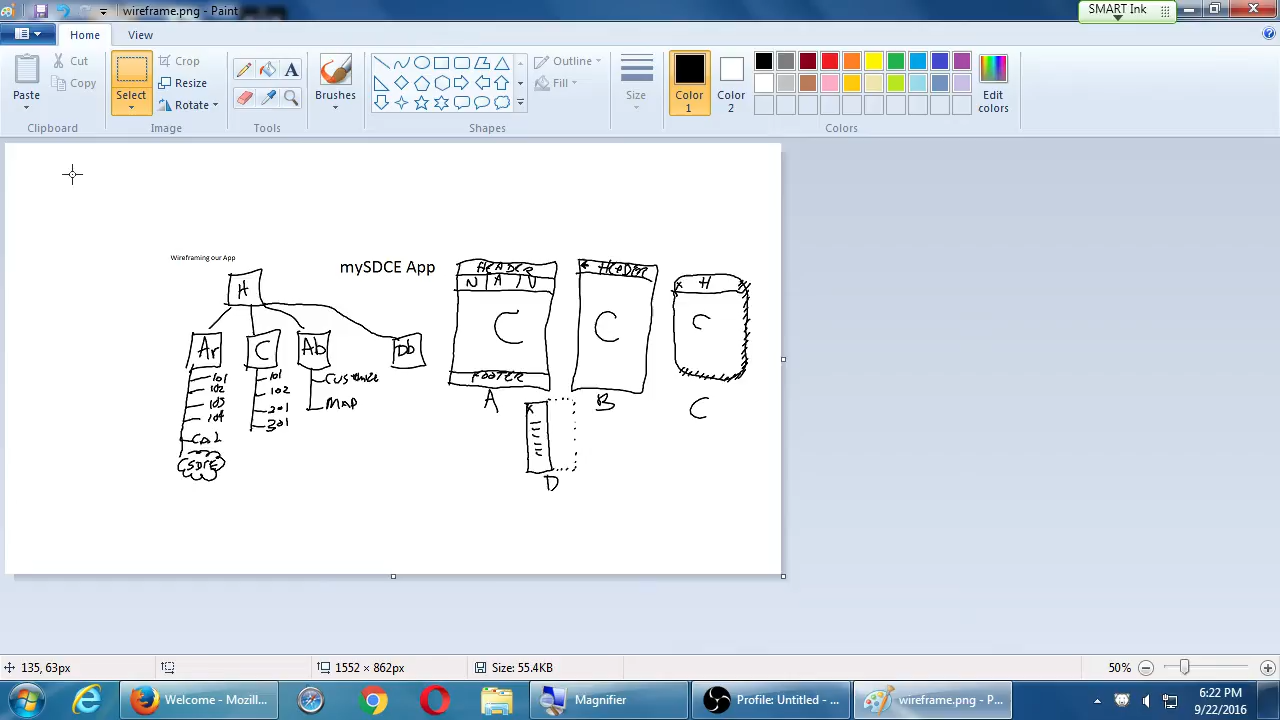 wireframe.png - Paint
SMART Ink
Home
View
Paste
Cut
Copy
Clipboard
Select
Crop
Resize
Rotate
Image
Tools
Brushes
Shapes
Outline
Fill
Size
Color 1
Color 2
Edit colors
Colors
Wireframing our App
mySDCE App
H
Ar
C
Ab
Db
101
102
103
104
CAL
SDCE
101
102
201
301
Customize
MAP
HEADER
N A V
C
FOOTER
A
HEADER
C
B
x H
C
C
x
D
135, 63px
1552 × 862px
Size: 55.4KB
50%
Welcome - Mozill...
Magnifier
Profile: Untitled - ...
wireframe.png - P...
6:22 PM
9/22/2016